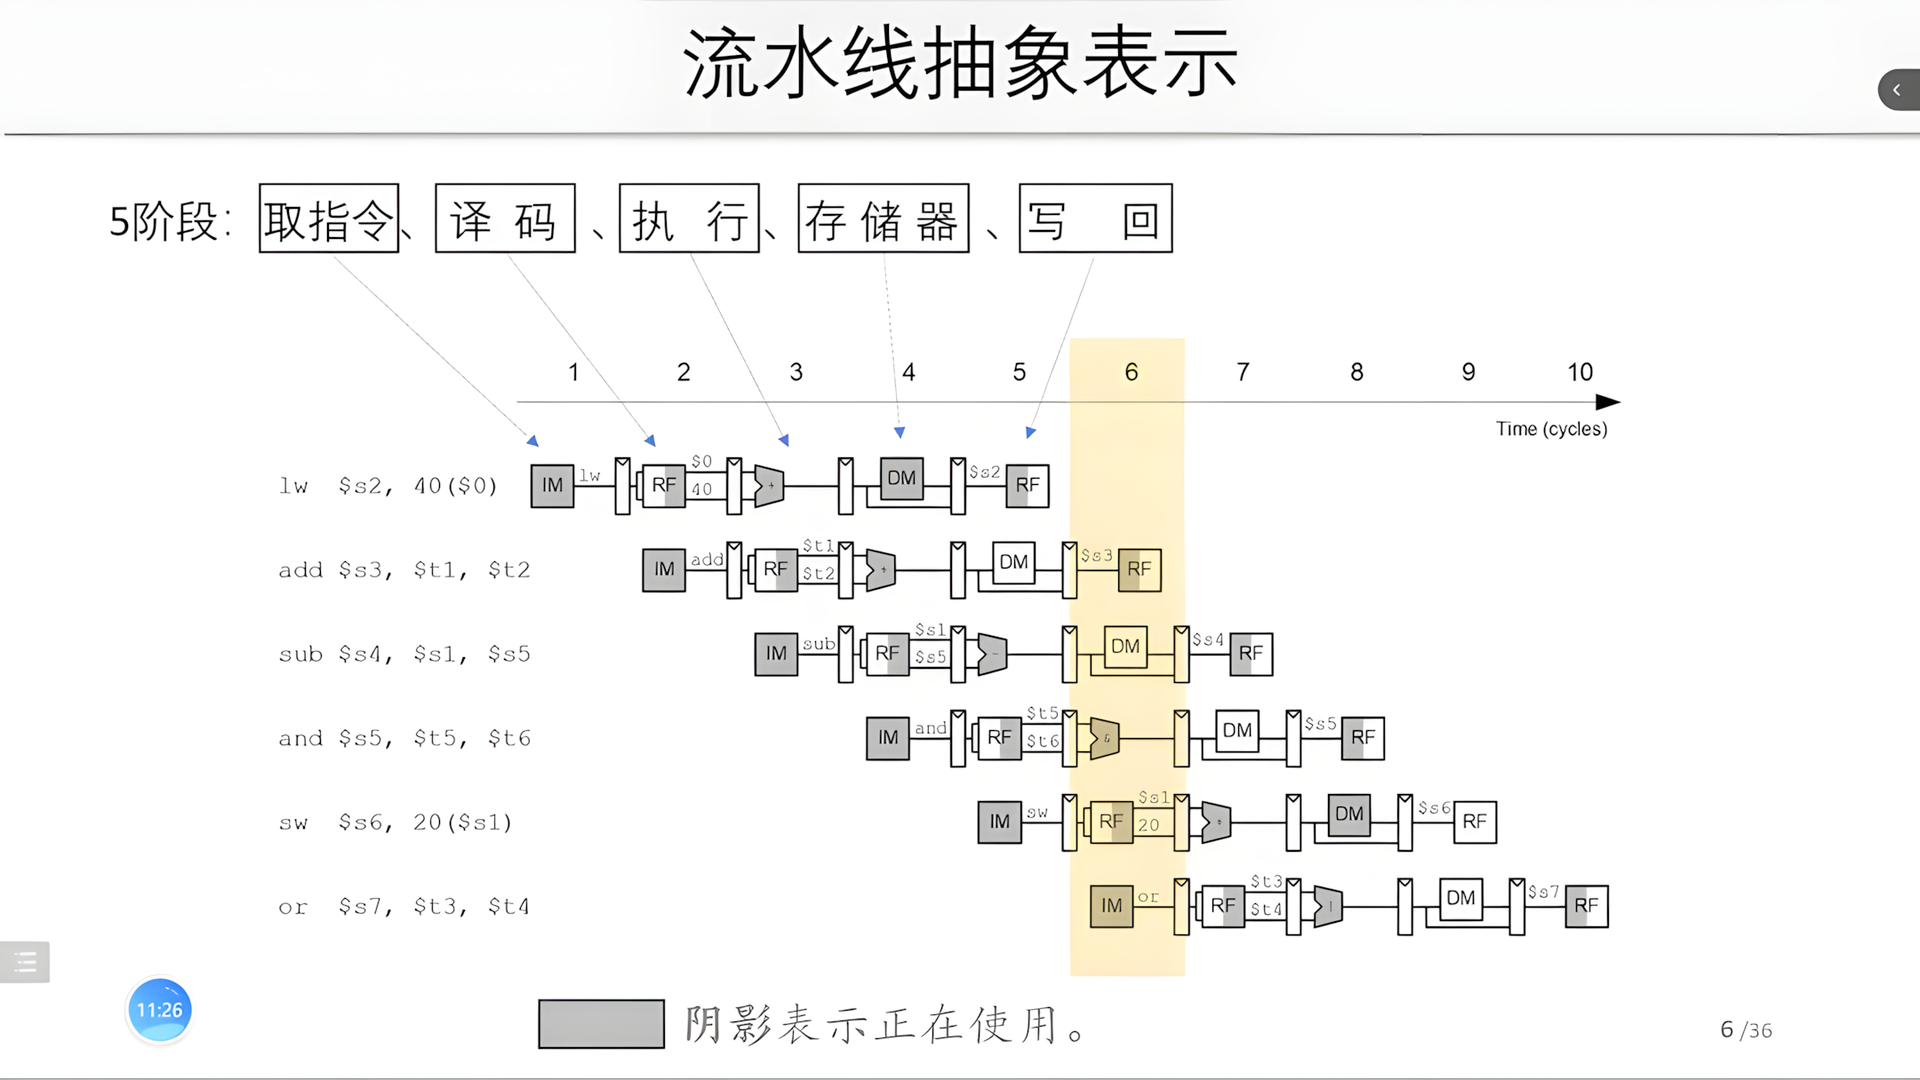 流水线抽象表示
5阶段: 取指令、译码、执行、存储器、写回
1 2 3 4 5 6 7 8 9 10
Time (cycles)
lw $s2, 40($0) IM lw RF $0 40 + DM $s2 RF
add $s3, $t1, $t2 IM add RF $t1 $t2 + DM $s3 RF
sub $s4, $s1, $s5 IM sub RF $s1 $s5 - DM $s4 RF
and $s5, $t5, $t6 IM and RF $t5 $t6 & DM $s5 RF
sw $s6, 20($s1) IM sw RF $s1 20 + DM $s6 RF
or $s7, $t3, $t4 IM or RF $t3 $t4 | DM $s7 RF
11:26
阴影表示正在使用。
6 /36